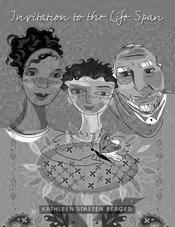 Invitation to the Life Span
KATHLEEN STASSEN BERGER